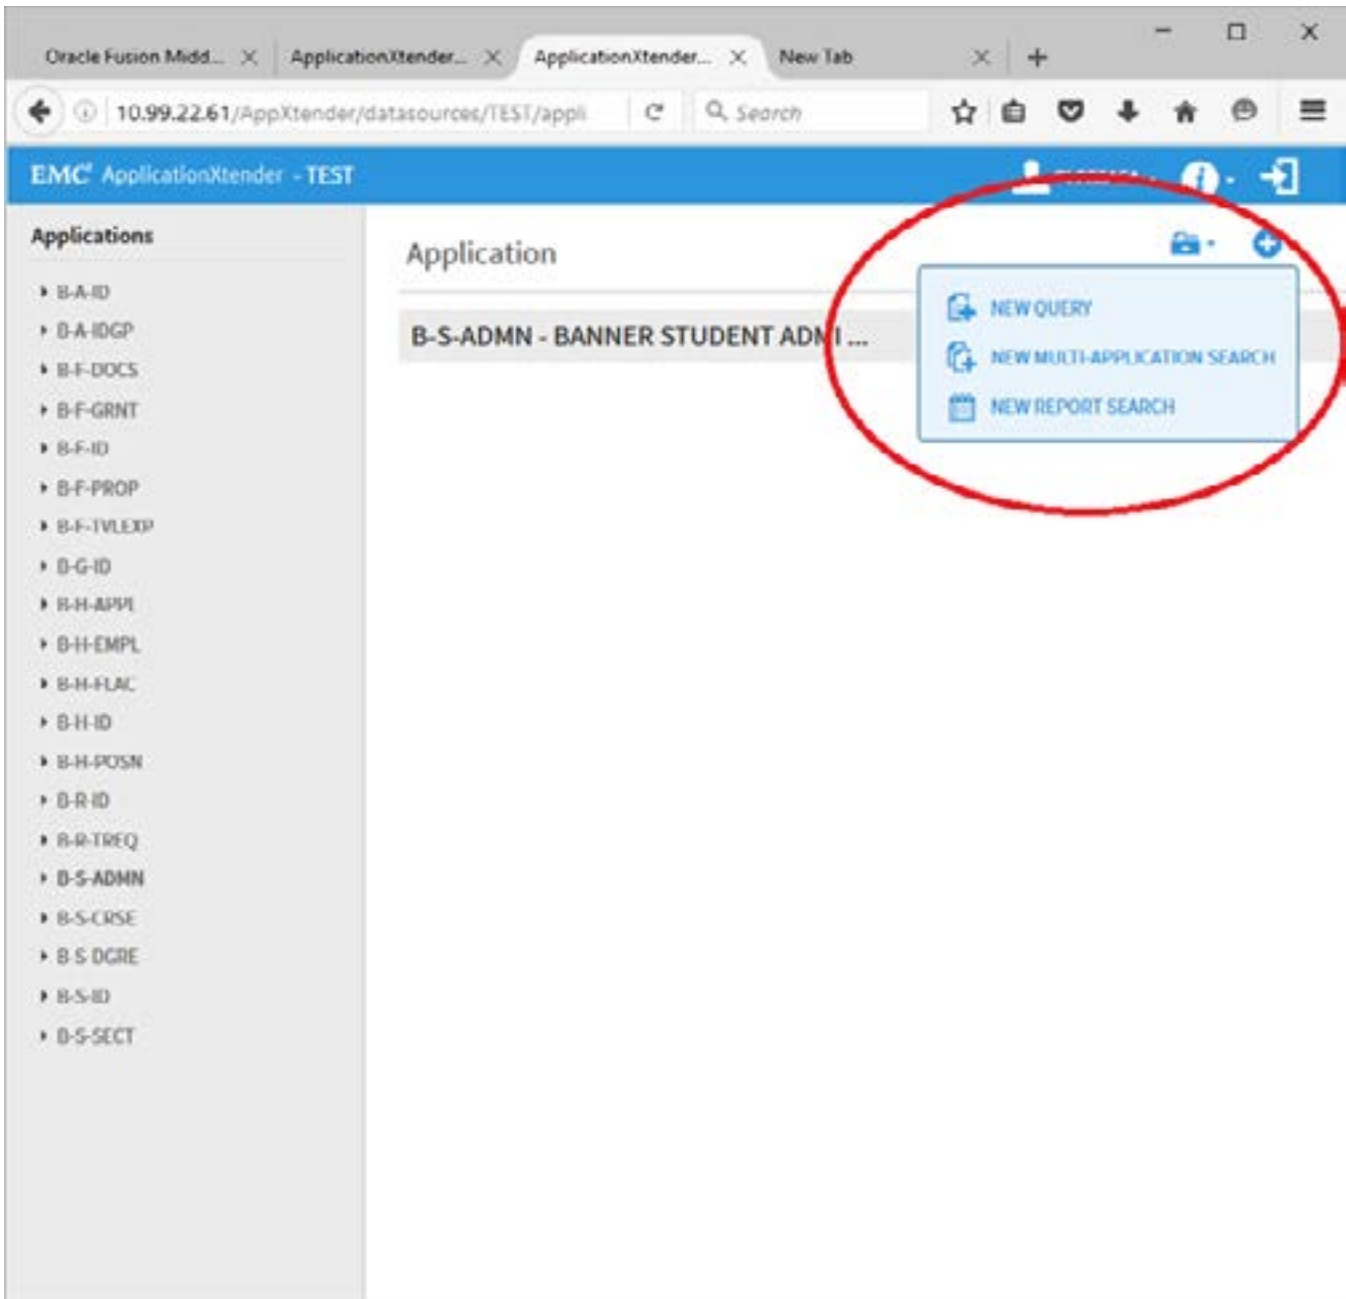 Oracle Fusion Midd...
ApplicationXtender...
ApplicationXtender...
New Tab
10.99.22.61/AppXtender/datasources/TEST/appli
Search
EMC² ApplicationXtender - TEST
Applications
B-A-ID
B-A-IDGP
B-F-DOCS
B-F-GRNT
B-F-ID
B-F-PROP
B-F-TVLEXP
B-G-ID
B-H-APPL
B-H-EMPL
B-H-FLAC
B-H-ID
B-H-POSN
B-R-ID
B-R-TREQ
B-S-ADMN
B-S-CRSE
B-S-DGRE
B-S-ID
B-S-SECT
Application
B-S-ADMN - BANNER STUDENT ADMI ...
NEW QUERY
NEW MULTI-APPLICATION SEARCH
NEW REPORT SEARCH